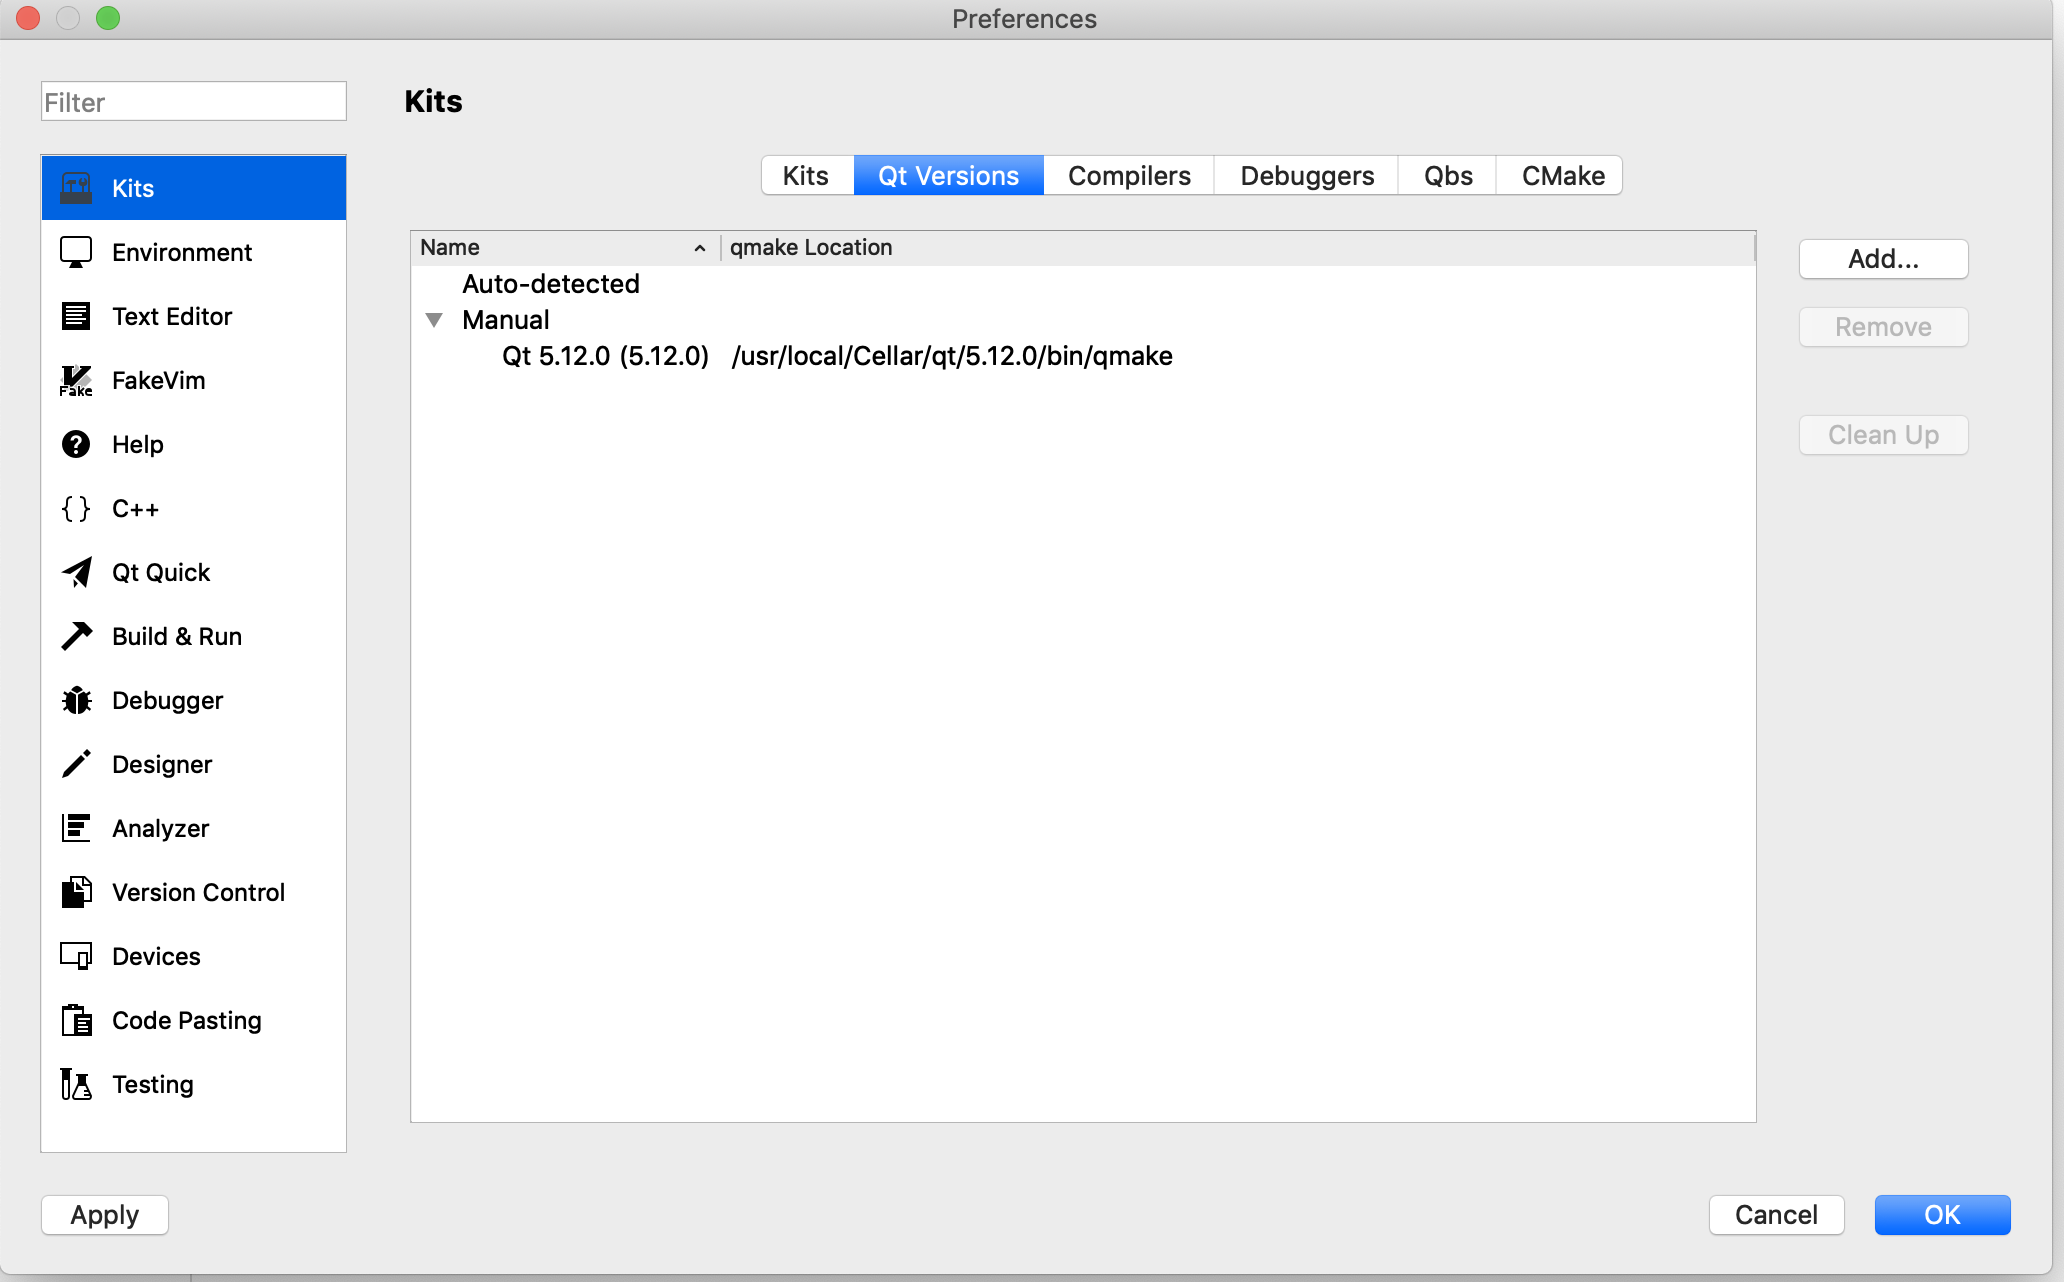 Preferences
Filter
Kits
Kits
Environment
Text Editor
Fake
FakeVim
Help
C++
Qt Quick
Build & Run
Debugger
Designer
Analyzer
Version Control
Devices
Code Pasting
Testing
Kits Qt Versions Compilers Debuggers Qbs CMake
Name qmake Location
Auto-detected
Manual
Qt 5.12.0 (5.12.0) /usr/local/Cellar/qt/5.12.0/bin/qmake
Add...
Remove
Clean Up
Apply
Cancel OK